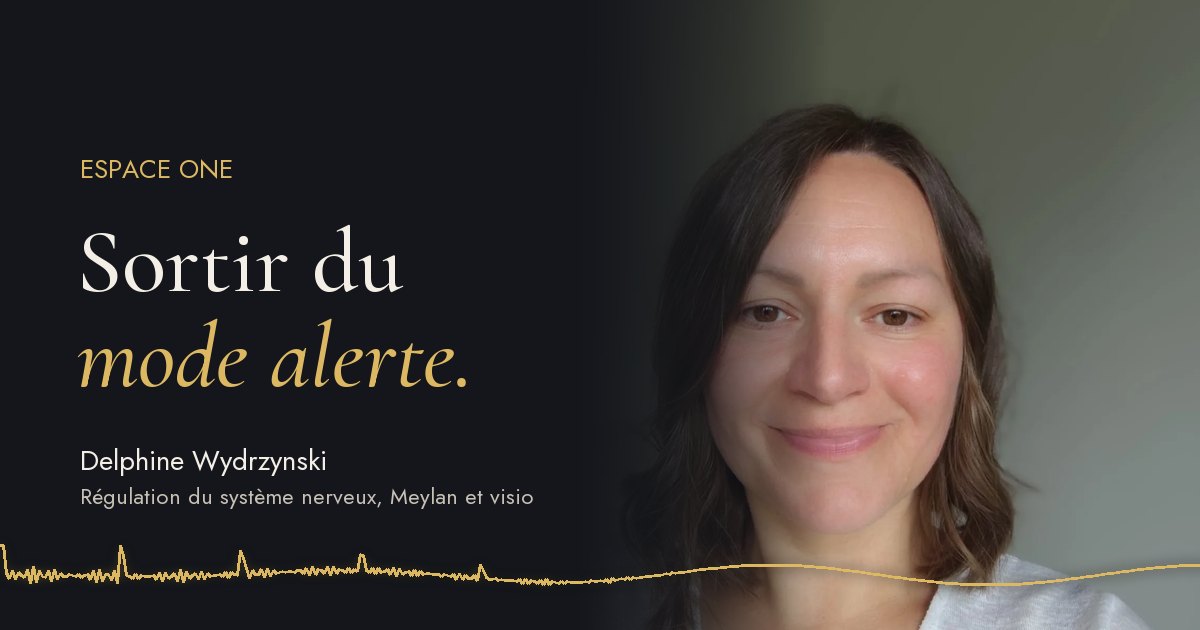 ESPACE ONE
Sortir du
mode alerte.
Delphine Wydrzynski
Régulation du système nerveux, Meylan et visio